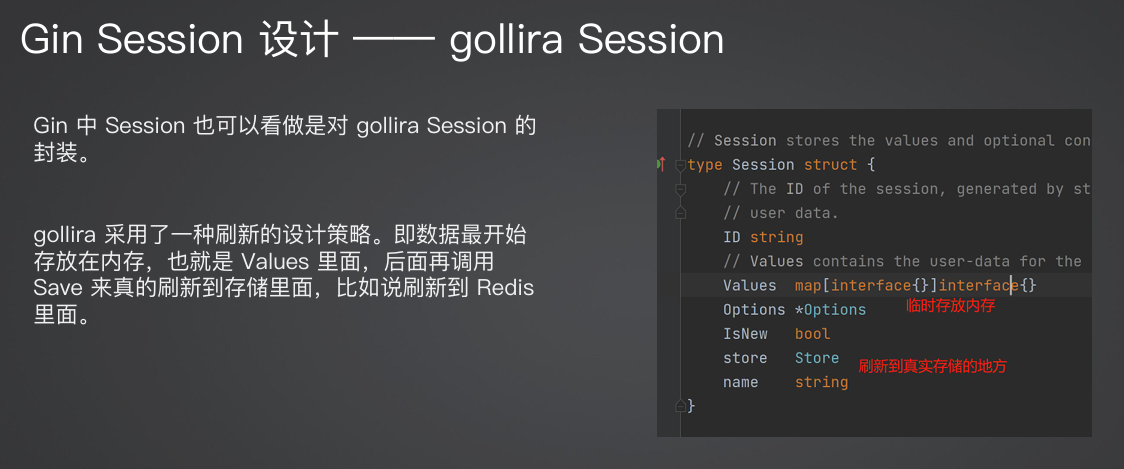 Gin Session 设计 —— gollira Session
Gin 中 Session 也可以看做是对 gollira Session 的
封装。
gollira 采用了一种刷新的设计策略。即数据最开始
存放在内存，也就是 Values 里面，后面再调用
Save 来真的刷新到存储里面，比如说刷新到 Redis
里面。
// Session stores the values and optional con
type Session struct {
// The ID of the session, generated by st
// user data.
ID string
// Values contains the user-data for the
Values map[interface{}]interface{}
临时存放内存
Options *Options
IsNew bool
store Store
刷新到真实存储的地方
name string
}